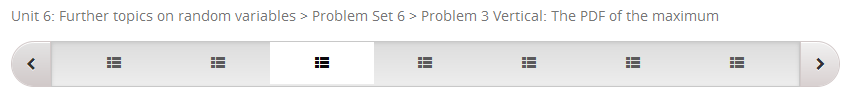 Unit 6: Further topics on random variables > Problem Set 6 > Problem 3 Vertical: The PDF of the maximum